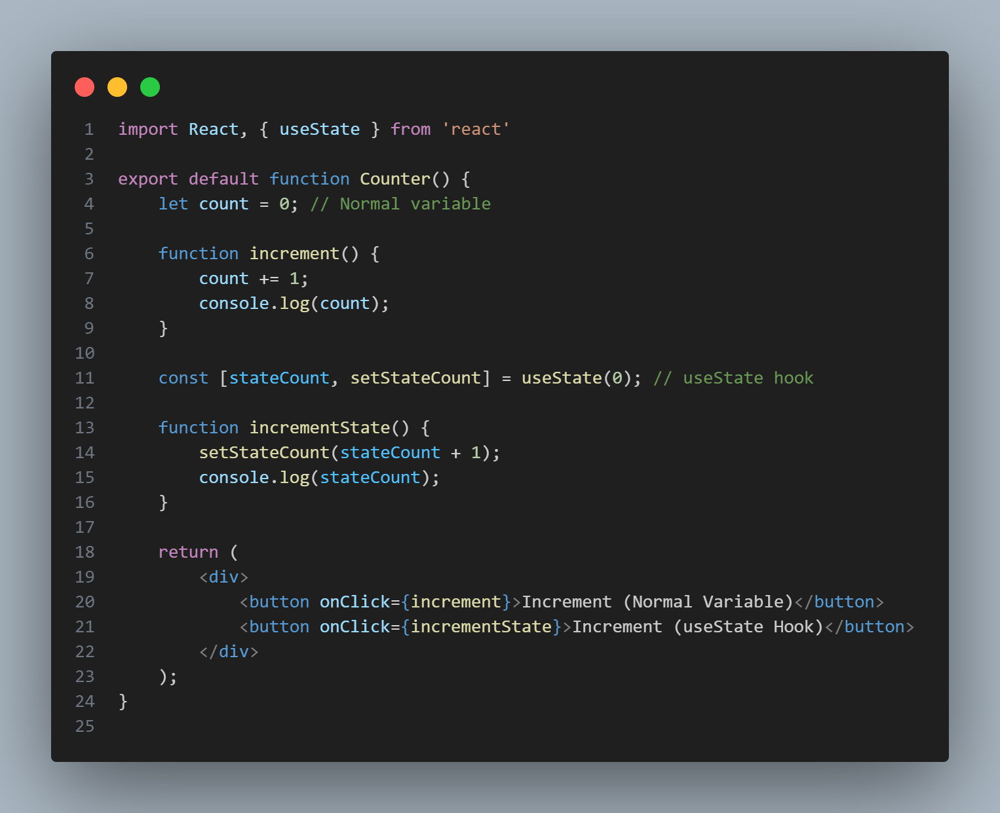 1 import React, { useState } from 'react'
2
3 export default function Counter() {
4     let count = 0; // Normal variable
5
6     function increment() {
7         count += 1;
8         console.log(count);
9     }
10
11     const [stateCount, setStateCount] = useState(0); // useState hook
12
13     function incrementState() {
14         setStateCount(stateCount + 1);
15         console.log(stateCount);
16     }
17
18     return (
19         <div>
20             <button onClick={increment}>Increment (Normal Variable)</button>
21             <button onClick={incrementState}>Increment (useState Hook)</button>
22         </div>
23     );
24 }
25